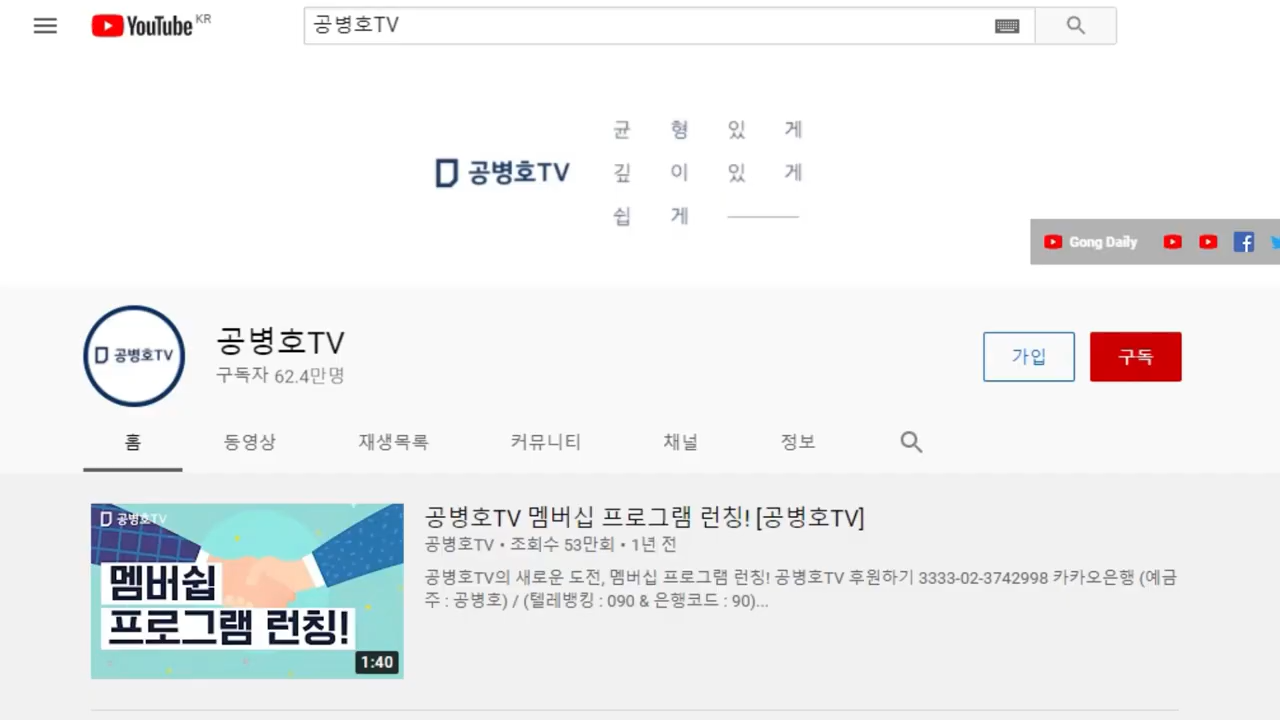 YouTube KR
공병호TV
균 형 있 게
공병호TV
깊 이 있 게
쉽 게
Gong Daily
공병호TV
공병호TV
구독자 62.4만명
가입
구독
홈
동영상
재생목록
커뮤니티
채널
정보
공병호TV
멤버쉽
프로그램 런칭!
1:40
공병호TV 멤버십 프로그램 런칭! [공병호TV]
공병호TV • 조회수 53만회 • 1년 전
공병호TV의 새로운 도전, 멤버십 프로그램 런칭! 공병호TV 후원하기 3333-02-3742998 카카오은행 (예금
주 : 공병호) / (텔레뱅킹 : 090 & 은행코드 : 90)...